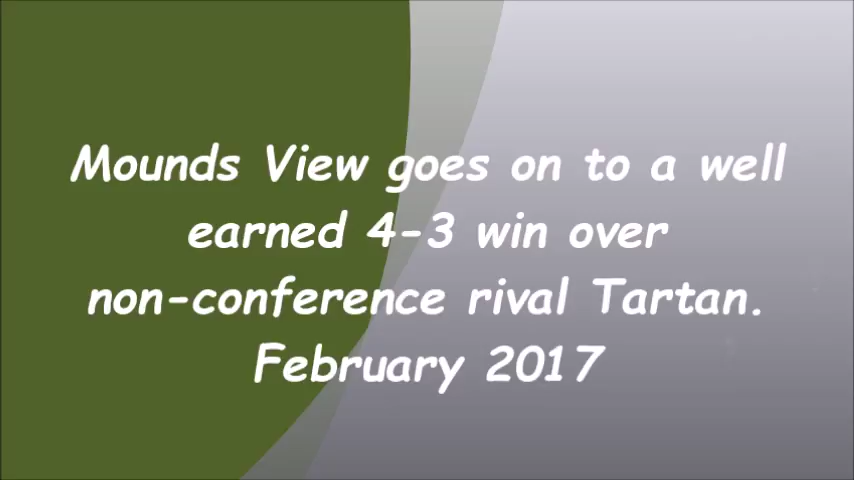 Mounds View goes on to a well
earned 4-3 win over
non-conference rival Tartan.
February 2017